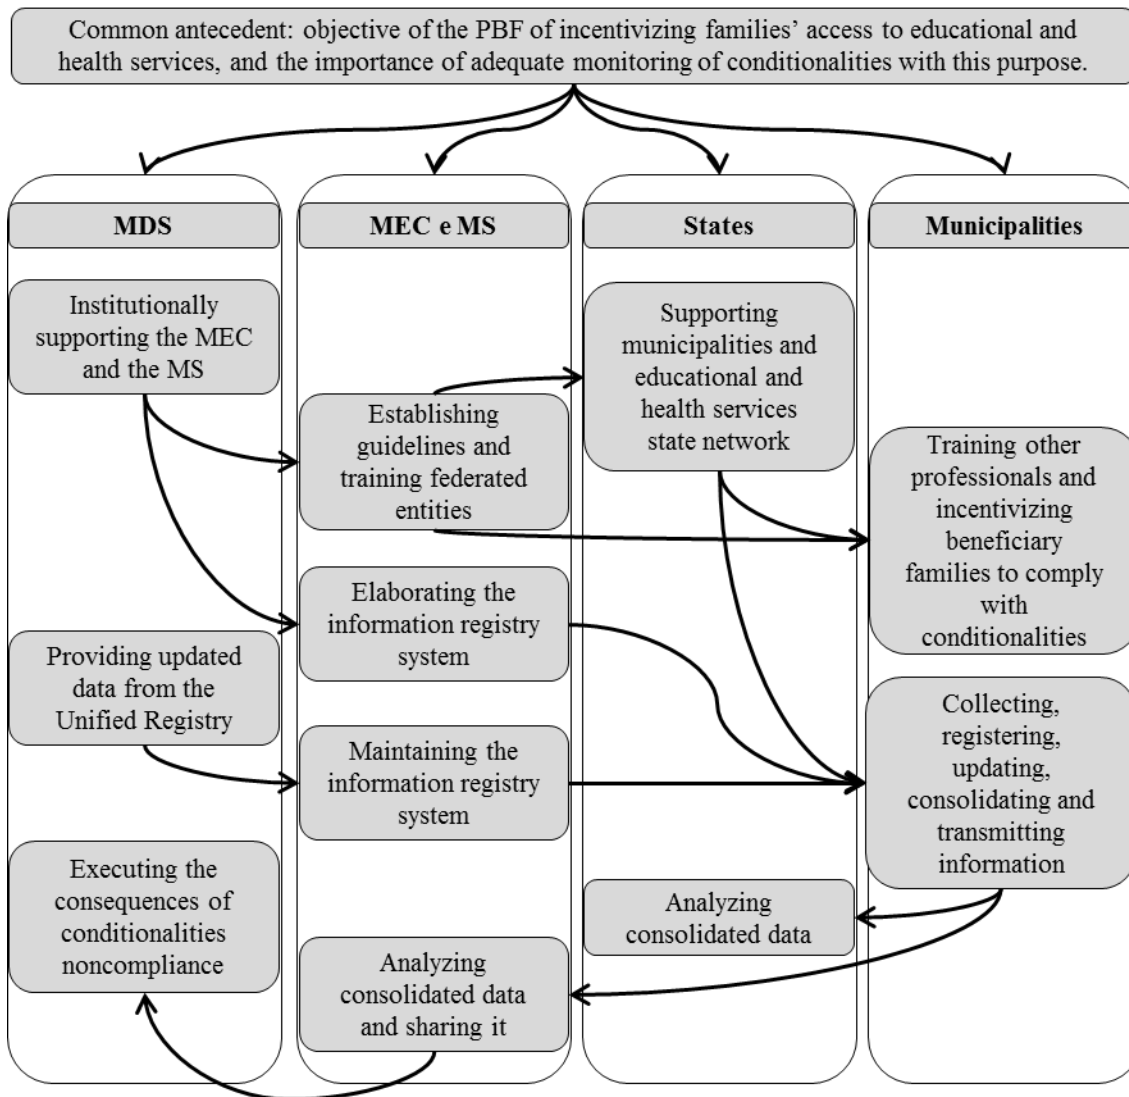 Common antecedent: objective of the PBF of incentivizing families’ access to educational and
health services, and the importance of adequate monitoring of conditionalities with this purpose.
MDS
Institutionally
supporting the MEC
and the MS
Providing updated
data from the
Unified Registry
Executing the
consequences of
conditionalities
noncompliance
MEC e MS
Establishing
guidelines and
training federated
entities
Elaborating the
information registry
system
Maintaining the
information registry
system
Analyzing
consolidated data
and sharing it
States
Supporting
municipalities and
educational and
health services
state network
Analyzing
consolidated data
Municipalities
Training other
professionals and
incentivizing
beneficiary
families to comply
with
conditionalities
Collecting,
registering,
updating,
consolidating and
transmitting
information